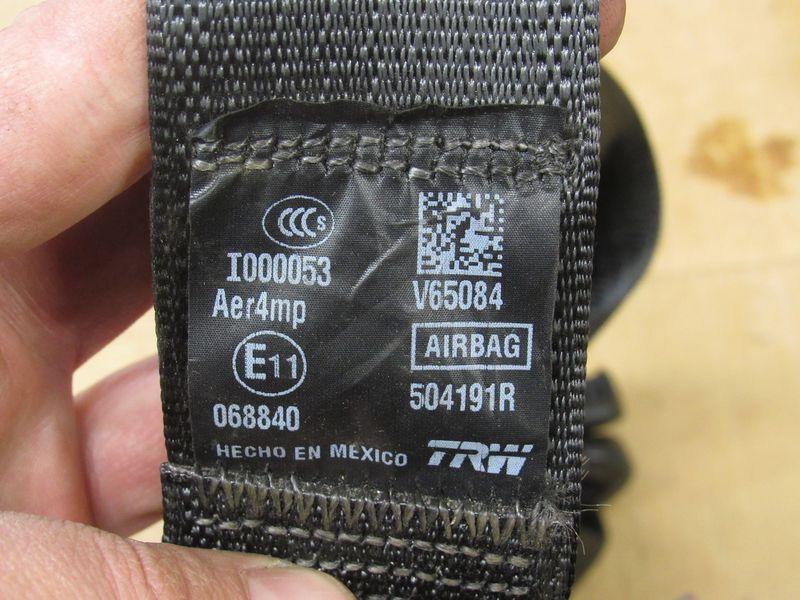 CCC S
I000053
Aer4mp
E11
068840
V65084
AIRBAG
504191R
HECHO EN MEXICO
TRW